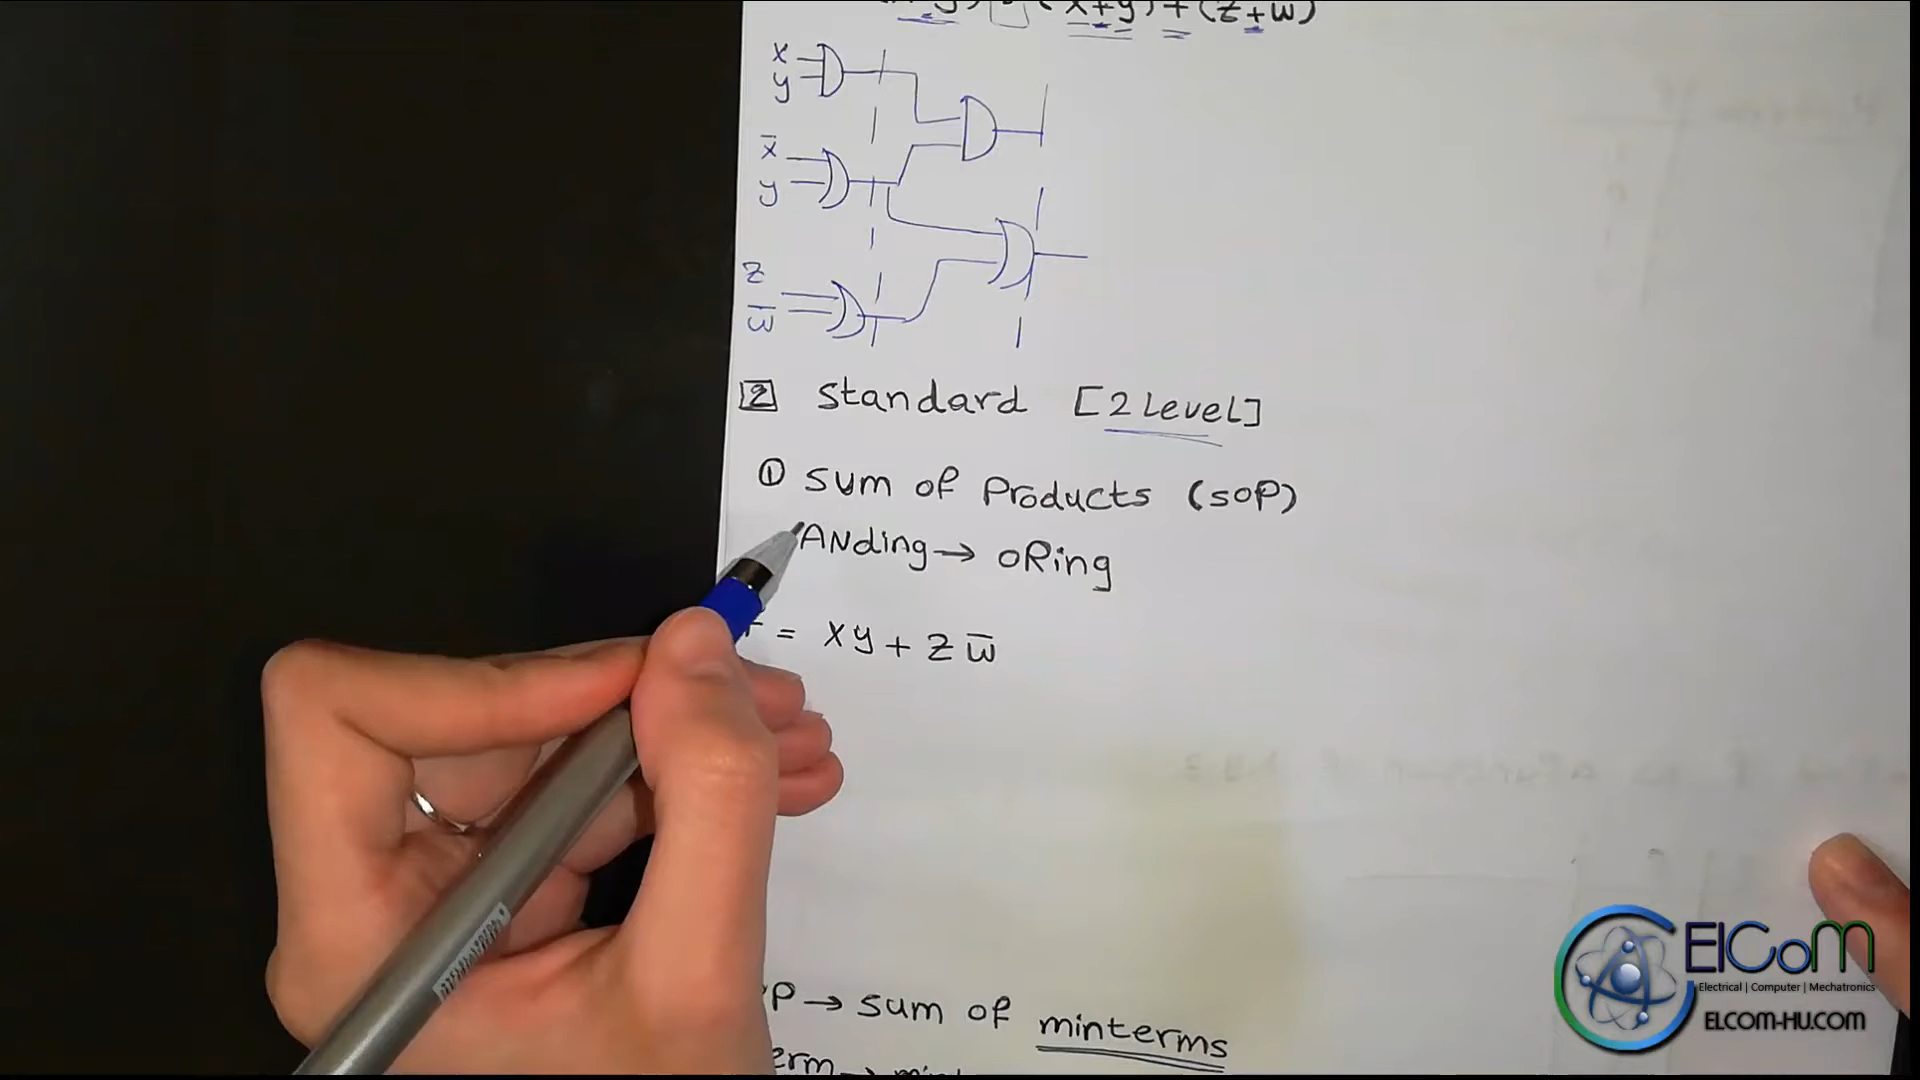 (x+y)+(z+w)
x
y
x̄
y
z
w̄
2 Standard [2 Level]
① Sum of Products (SOP)
ANding → ORing
= xy + z w̄
P → sum of minterms
erm →
ElCoM
Electrical | Computer | Mechatronics
ELCOM-HU.COM